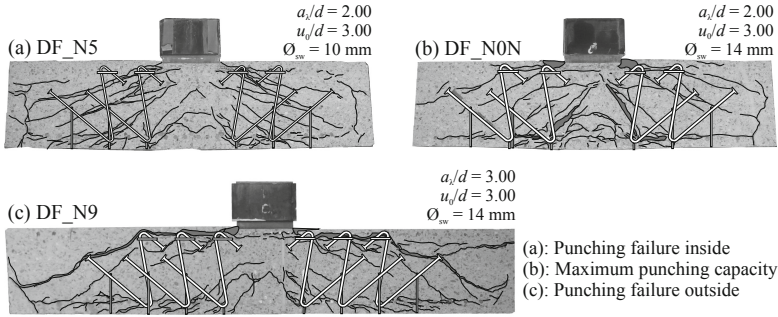 (a) DF_N5
a_λ/d = 2.00
u_0/d = 3.00
Ø_sw = 10 mm
(b) DF_N0N
a_λ/d = 2.00
u_0/d = 3.00
Ø_sw = 14 mm
(c) DF_N9
a_λ/d = 3.00
u_0/d = 3.00
Ø_sw = 14 mm
(a): Punching failure inside
(b): Maximum punching capacity
(c): Punching failure outside